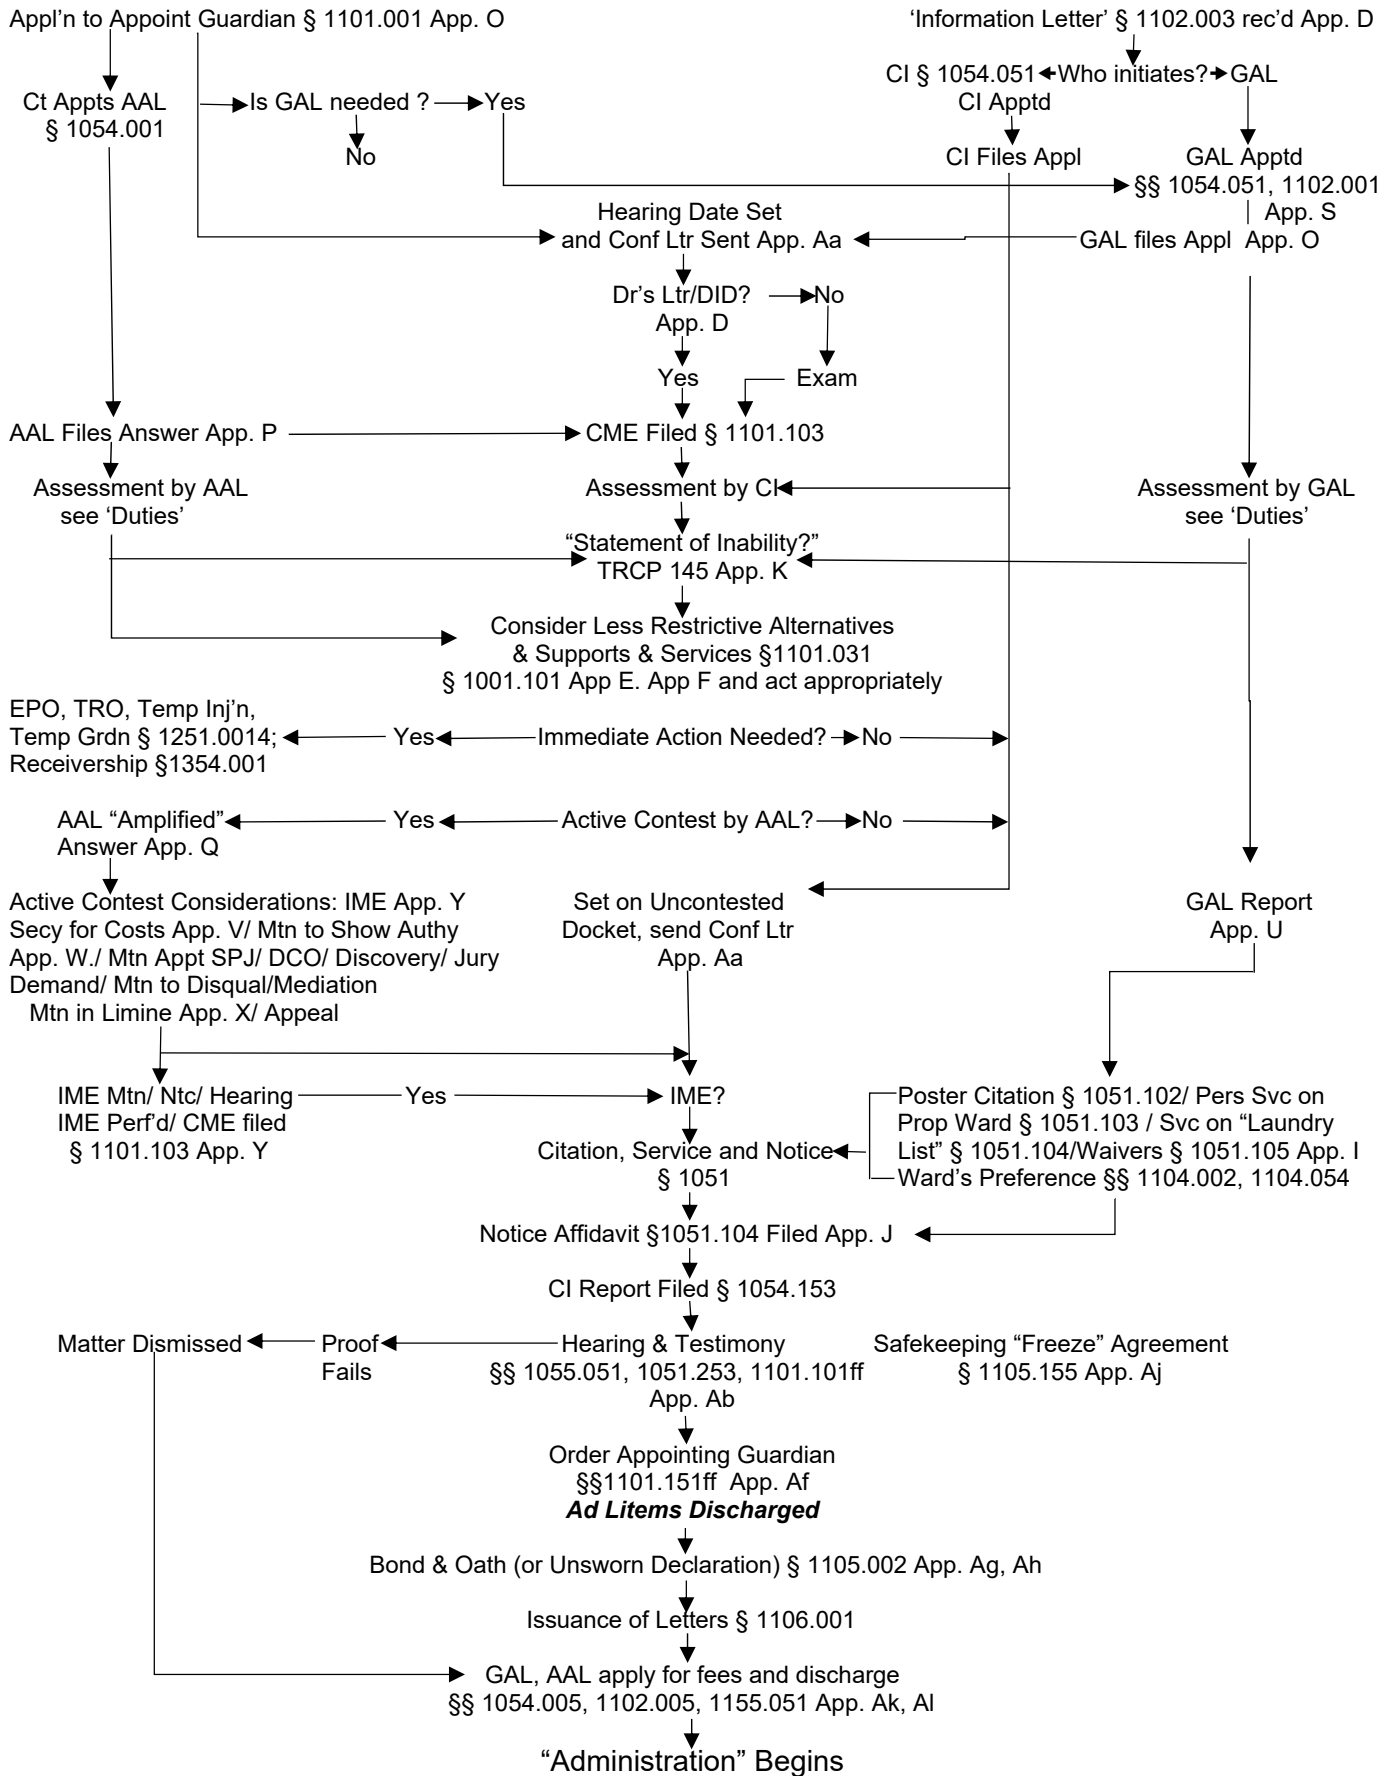 Appl’n to Appoint Guardian § 1101.001 App. O
‘Information Letter’ § 1102.003 rec’d App. D
CI § 1054.051
Who initiates?
GAL
Ct Appts AAL
§ 1054.001
Is GAL needed ?
Yes
No
CI Apptd
CI Files Appl
GAL Apptd
§§ 1054.051, 1102.001
App. S
Hearing Date Set
and Conf Ltr Sent App. Aa
GAL files Appl App. O
Dr’s Ltr/DID?
App. D
No
Yes
Exam
AAL Files Answer App. P
CME Filed § 1101.103
Assessment by AAL
see ‘Duties’
Assessment by CI
Assessment by GAL
see ‘Duties’
“Statement of Inability?”
TRCP 145 App. K
Consider Less Restrictive Alternatives
& Supports & Services §1101.031
§ 1001.101 App E. App F and act appropriately
EPO, TRO, Temp Inj’n,
Temp Grdn § 1251.0014;
Receivership §1354.001
Yes
Immediate Action Needed?
No
AAL “Amplified”
Answer App. Q
Yes
Active Contest by AAL?
No
Active Contest Considerations: IME App. Y
Secy for Costs App. V/ Mtn to Show Authy
App. W./ Mtn Appt SPJ/ DCO/ Discovery/ Jury
Demand/ Mtn to Disqual/Mediation
Mtn in Limine App. X/ Appeal
Set on Uncontested
Docket, send Conf Ltr
App. Aa
GAL Report
App. U
IME Mtn/ Ntc/ Hearing
IME Perf’d/ CME filed
§ 1101.103 App. Y
Yes
IME?
Poster Citation § 1051.102/ Pers Svc on
Prop Ward § 1051.103 / Svc on “Laundry
List” § 1051.104/Waivers § 1051.105 App. I
Ward’s Preference §§ 1104.002, 1104.054
Citation, Service and Notice
§ 1051
Notice Affidavit §1051.104 Filed App. J
CI Report Filed § 1054.153
Matter Dismissed
Proof
Fails
Hearing & Testimony
§§ 1055.051, 1051.253, 1101.101ff
App. Ab
Safekeeping “Freeze” Agreement
§ 1105.155 App. Aj
Order Appointing Guardian
§§1101.151ff App. Af
Ad Litems Discharged
Bond & Oath (or Unsworn Declaration) § 1105.002 App. Ag, Ah
Issuance of Letters § 1106.001
GAL, AAL apply for fees and discharge
§§ 1054.005, 1102.005, 1155.051 App. Ak, Al
“Administration” Begins